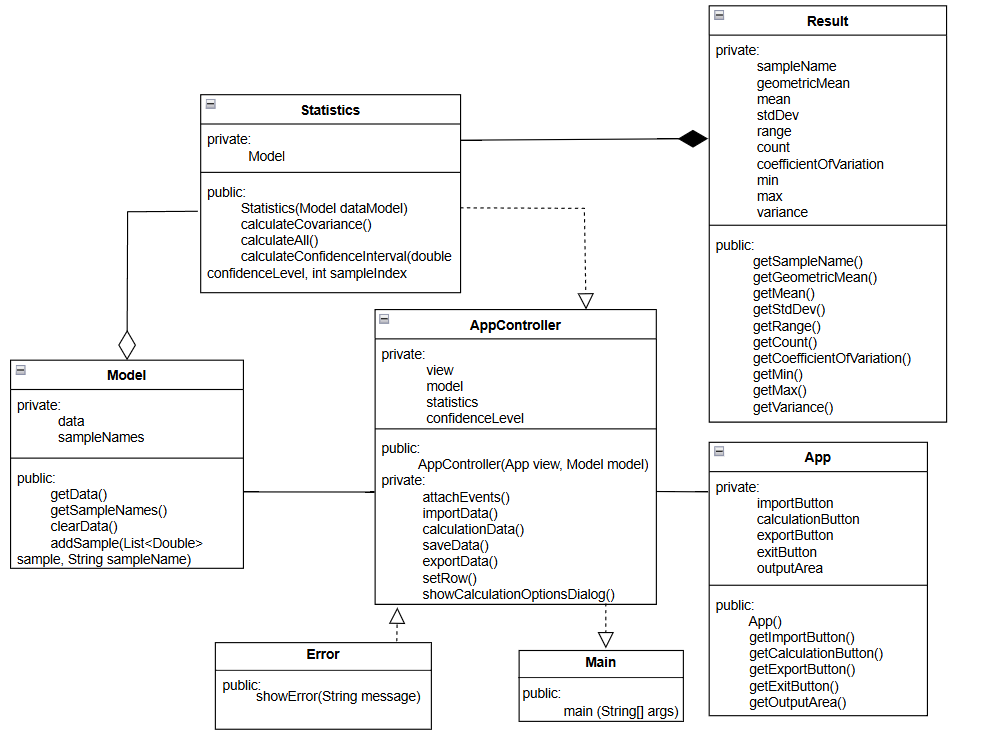 Result
private:
sampleName
geometricMean
mean
stdDev
range
count
coefficientOfVariation
min
max
variance
public:
getSampleName()
getGeometricMean()
getMean()
getStdDev()
getRange()
getCount()
getCoefficientOfVariation()
getMin()
getMax()
getVariance()
Statistics
private:
Model
public:
Statistics(Model dataModel)
calculateCovariance()
calculateAll()
calculateConfidenceInterval(double
confidenceLevel, int sampleIndex
AppController
private:
view
model
statistics
confidenceLevel
public:
AppController(App view, Model model)
private:
attachEvents()
importData()
calculationData()
saveData()
exportData()
setRow()
showCalculationOptionsDialog()
Model
private:
data
sampleNames
public:
getData()
getSampleNames()
clearData()
addSample(List<Double>
sample, String sampleName)
App
private:
importButton
calculationButton
exportButton
exitButton
outputArea
public:
App()
getImportButton()
getCalculationButton()
getExportButton()
getExitButton()
getOutputArea()
Error
public:
showError(String message)
Main
public:
main (String[] args)